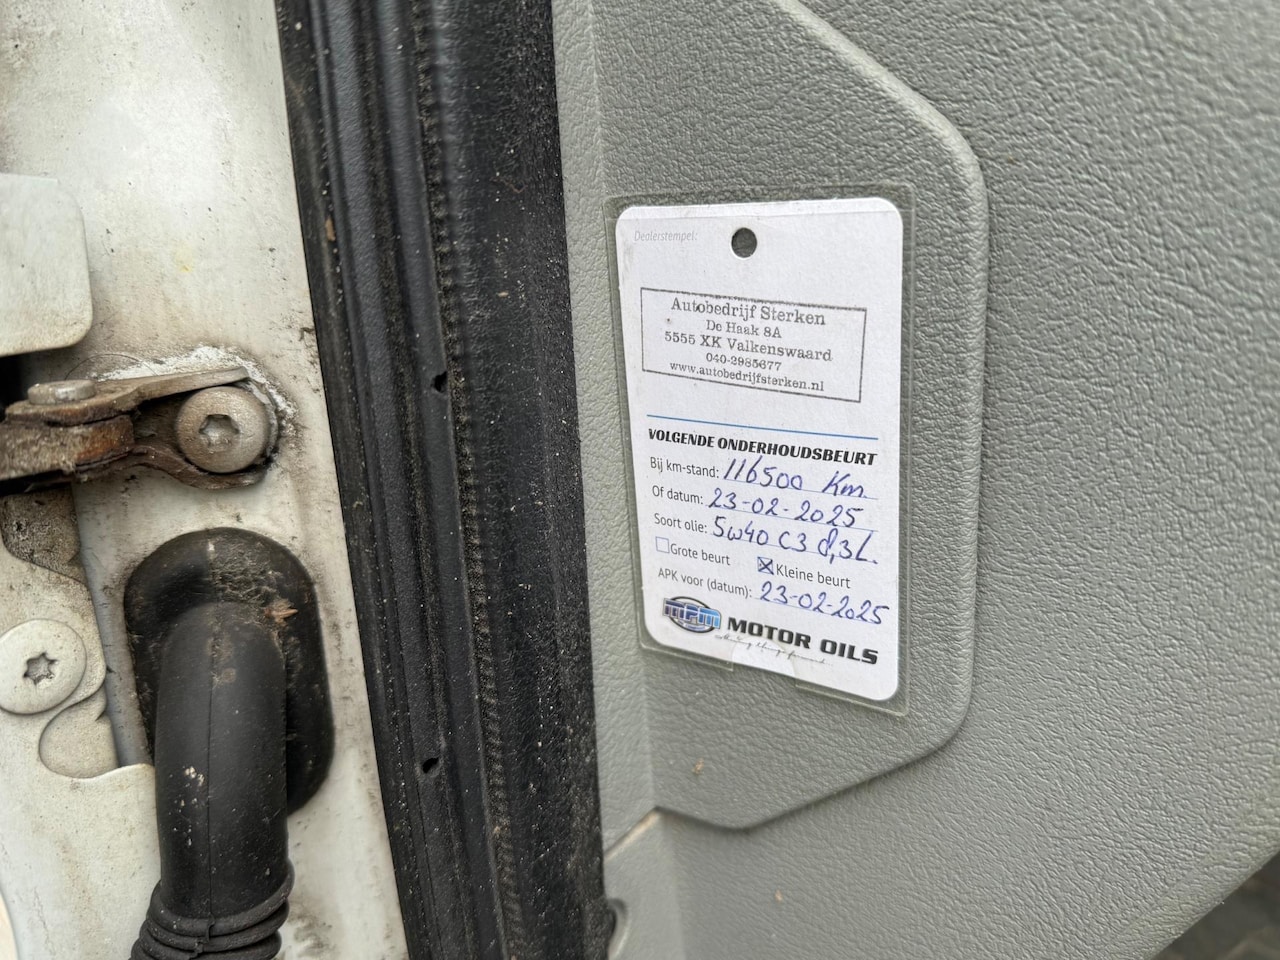 Dealerstempel:
Autobedrijf Sterken
De Haak 8A
5555 XK Valkenswaard
040-2985677
www.autobedrijfsterken.nl
VOLGENDE ONDERHOUDSBEURT
Bij km-stand: 116500 Km
Of datum: 23-02-2025
Soort olie: 5W40 C3 8,3L.
Grote beurt Kleine beurt
APK voor (datum): 23-02-2025
MPM MOTOR OILS